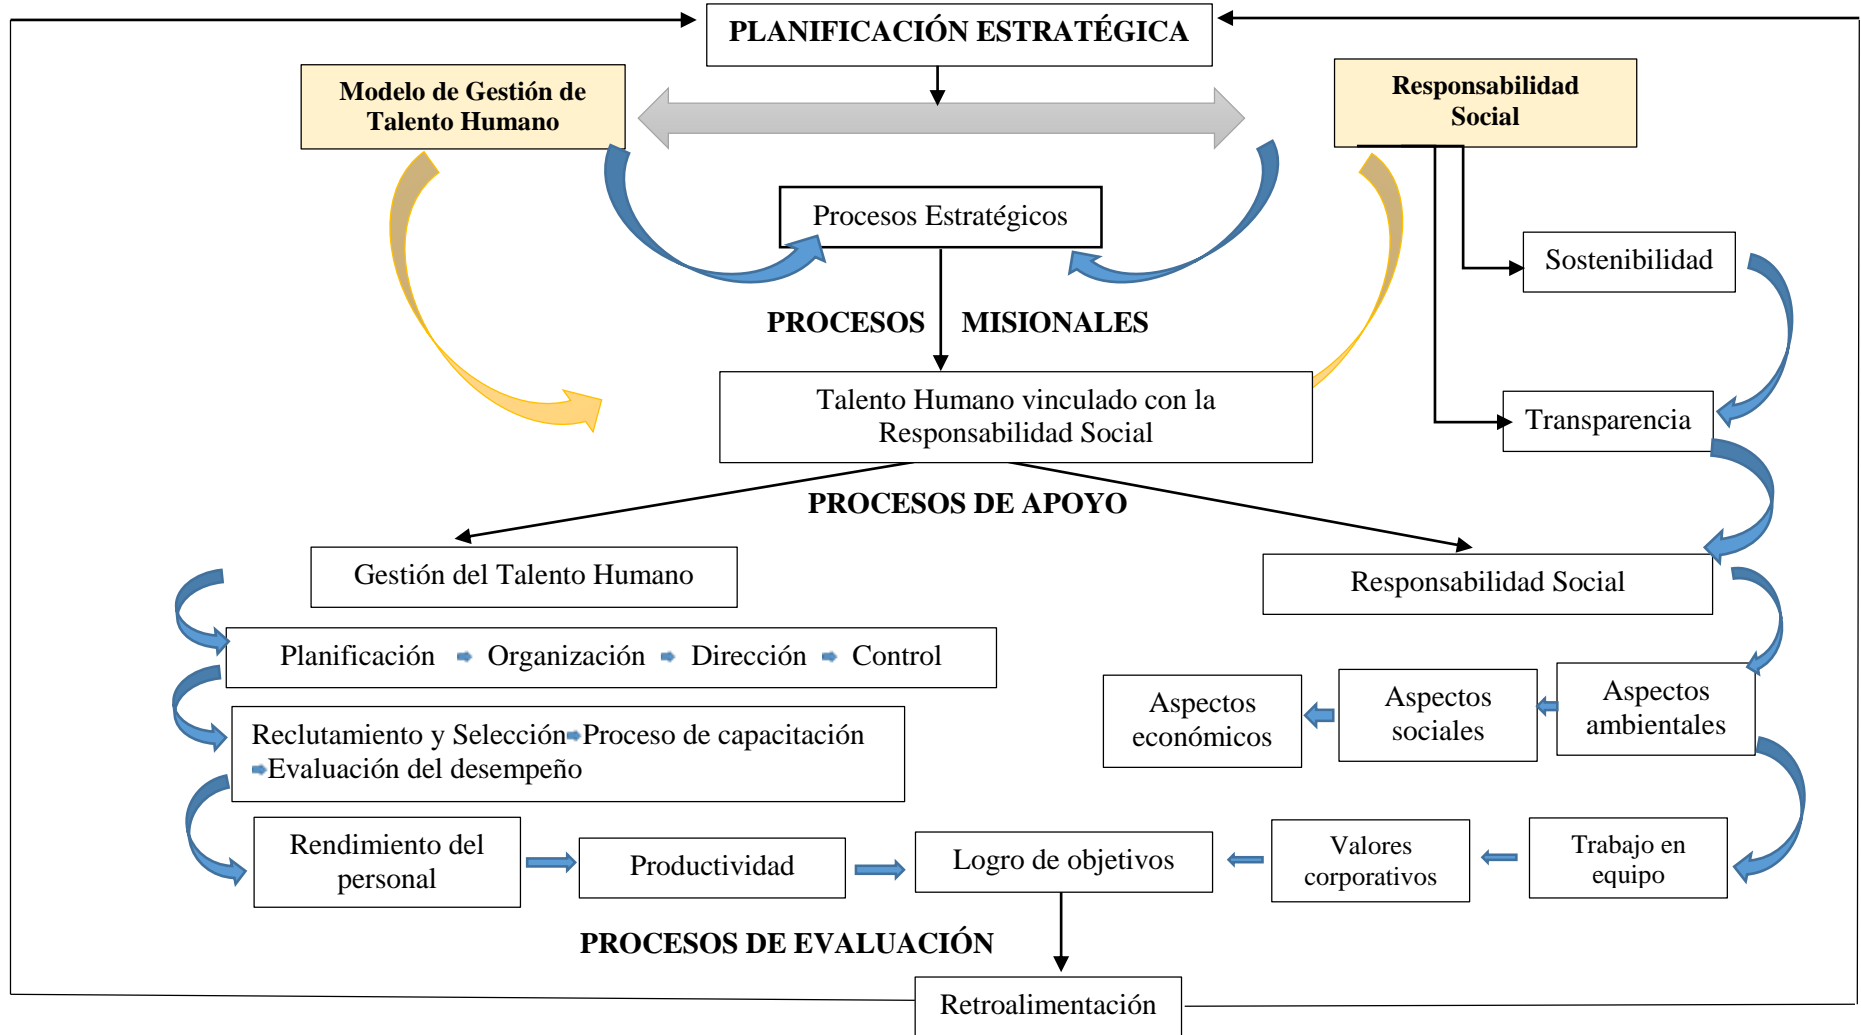 PLANIFICACIÓN ESTRATÉGICA
Modelo de Gestión de
Talento Humano
Responsabilidad
Social
Procesos Estratégicos
Sostenibilidad
PROCESOS MISIONALES
Talento Humano vinculado con la
Responsabilidad Social
Transparencia
PROCESOS DE APOYO
Gestión del Talento Humano
Responsabilidad Social
Planificación Organización Dirección Control
Aspectos
económicos
Aspectos
sociales
Aspectos
ambientales
Reclutamiento y Selección Proceso de capacitación
Evaluación del desempeño
Rendimiento del
personal
Productividad
Logro de objetivos
Valores
corporativos
Trabajo en
equipo
PROCESOS DE EVALUACIÓN
Retroalimentación